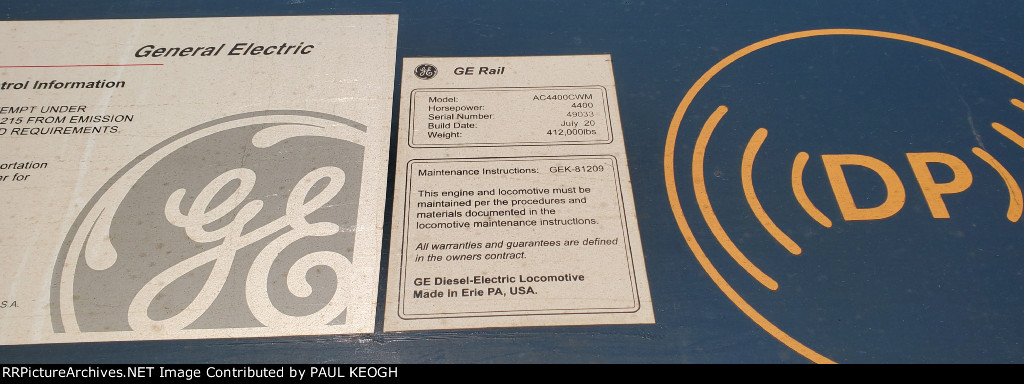 General Electric
trol Information
EMPT UNDER
215 FROM EMISSION
D REQUIREMENTS.
ortation
er for
S.A.
GE
GE Rail
Model: AC4400CWM
Horsepower: 4400
Serial Number: 49033
Build Date: July 20
Weight: 412,000lbs
Maintenance Instructions: GEK-81209
This engine and locomotive must be
maintained per the procedures and
materials documented in the
locomotive maintenance instructions.
All warranties and guarantees are defined
in the owners contract.
GE Diesel-Electric Locomotive
Made in Erie PA, USA.
(DP)
RRPictureArchives.NET Image Contributed by PAUL KEOGH